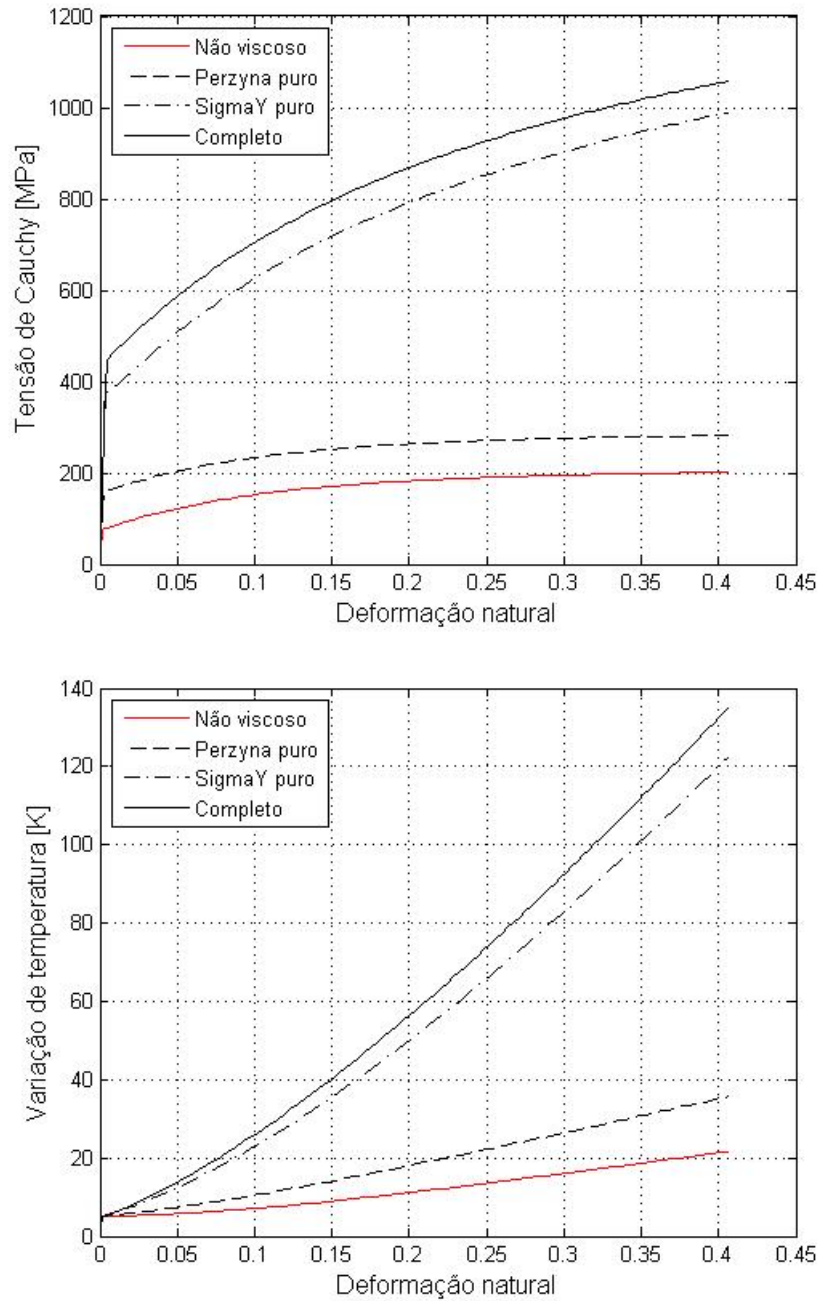 1200
1000
800
600
400
200
0
Tensão de Cauchy [MPa]
Não viscoso
Perzyna puro
SigmaY puro
Completo
0 0.05 0.1 0.15 0.2 0.25 0.3 0.35 0.4 0.45
Deformação natural
140
120
100
80
60
40
20
0
Variação de temperatura [K]
Não viscoso
Perzyna puro
SigmaY puro
Completo
0 0.05 0.1 0.15 0.2 0.25 0.3 0.35 0.4 0.45
Deformação natural